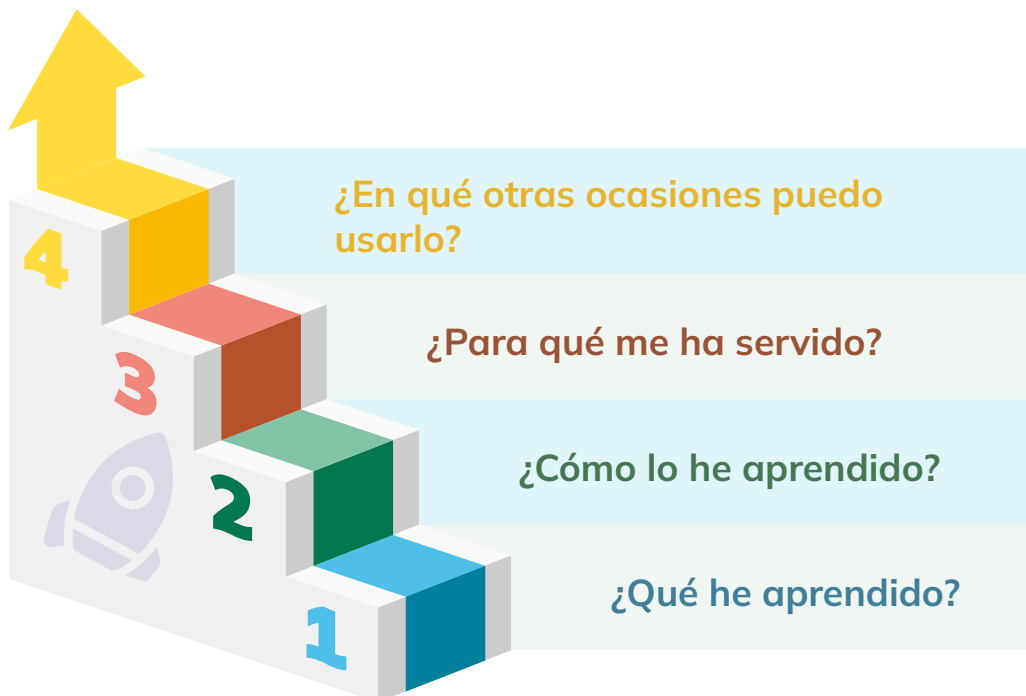 4
¿En qué otras ocasiones puedo
usarlo?
3
¿Para qué me ha servido?
2
¿Cómo lo he aprendido?
1
¿Qué he aprendido?